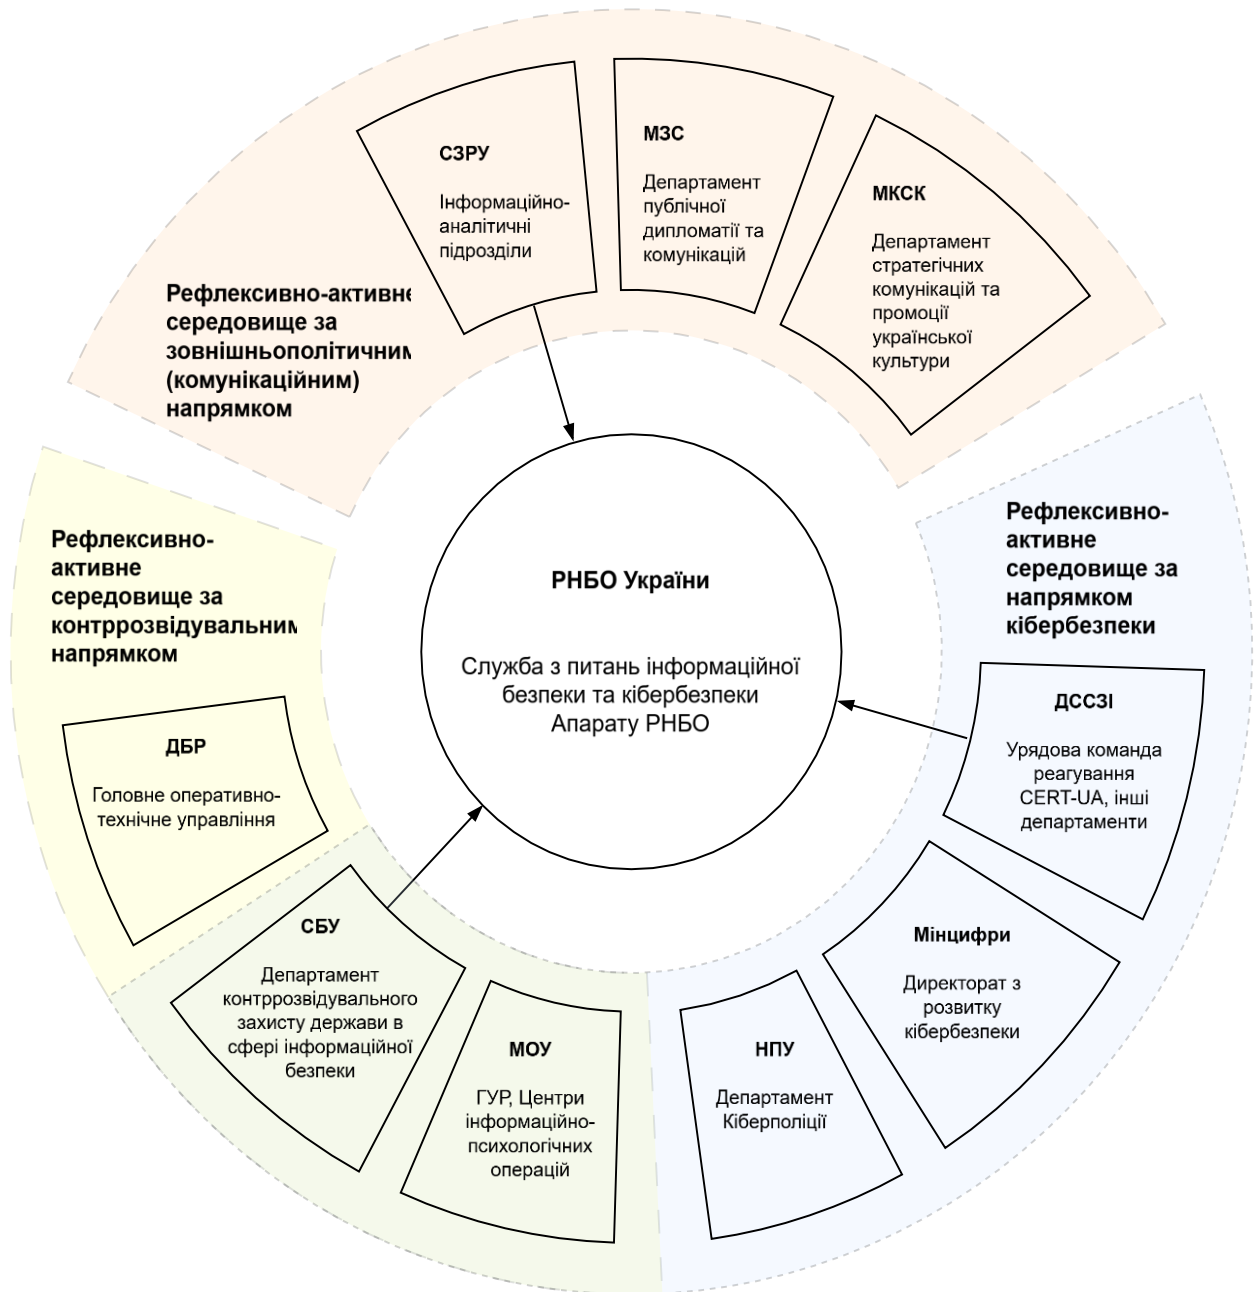 СЗРУ
Інформаційно-
аналітичні
підрозділи
МЗС
Департамент
публічної
дипломатії та
комунікацій
МКСК
Департамент
стратегічних
комунікацій та
промоції
української
культури
Рефлексивно-активне
середовище за
зовнішньополітичним
(комунікаційним)
напрямком
Рефлексивно-
активне
середовище за
контррозвідувальним
напрямком
РНБО України
Служба з питань інформаційної
безпеки та кібербезпеки
Апарату РНБО
Рефлексивно-
активне
середовище за
напрямком
кібербезпеки
ДБР
Головне оперативно-
технічне управління
ДССЗІ
Урядова команда
реагування
CERT-UA, інші
департаменти
СБУ
Департамент
контррозвідувального
захисту держави в
сфері інформаційної
безпеки
МОУ
ГУР, Центри
інформаційно-
психологічних
операцій
НПУ
Департамент
Кіберполіції
Мінцифри
Директорат з
розвитку
кібербезпеки